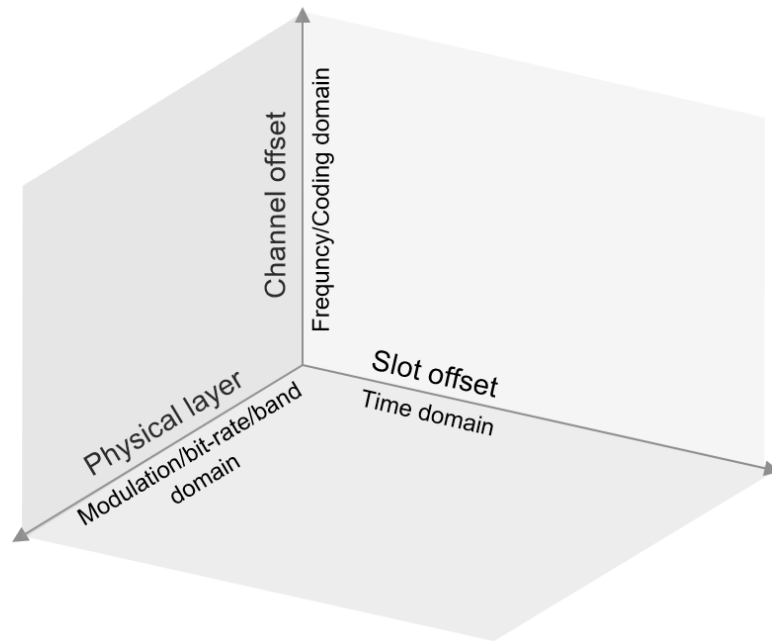 Channel offset
Frequncy/Coding domain
Slot offset
Time domain
Physical layer
Modulation/bit-rate/band
domain